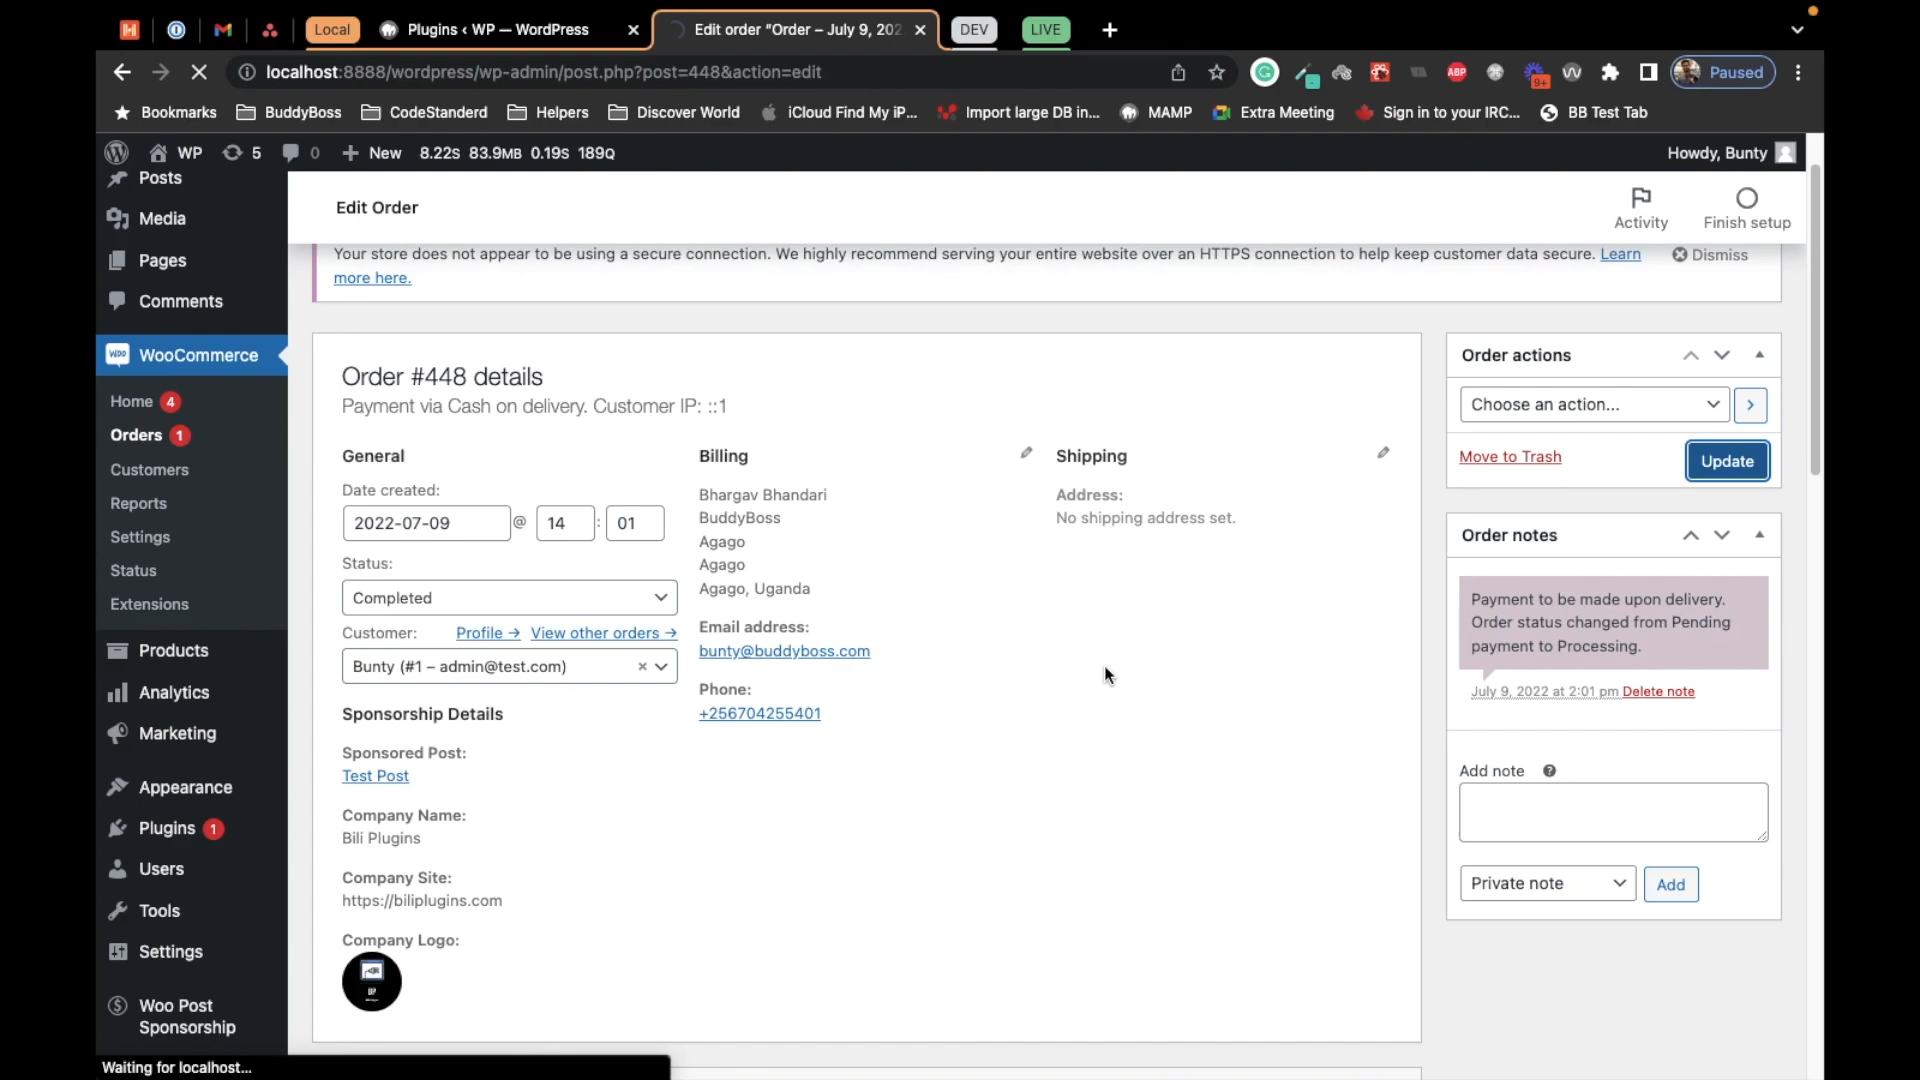 Local
Plugins ‹ WP — WordPress
Edit order "Order – July 9, 202
DEV
LIVE
localhost:8888/wordpress/wp-admin/post.php?post=448&action=edit
ABP
9+
Paused
Bookmarks
BuddyBoss
CodeStanderd
Helpers
Discover World
iCloud Find My iP...
Import large DB in...
MAMP
Extra Meeting
Sign in to your IRC...
BB Test Tab
WP
5
0
New
8.22S 83.9MB 0.19S 189Q
Howdy, Bunty
Posts
Media
Pages
Comments
WooCommerce
Home 4
Orders 1
Customers
Reports
Settings
Status
Extensions
Products
Analytics
Marketing
Appearance
Plugins 1
Users
Tools
Settings
Woo Post
Sponsorship
Waiting for localhost...
Edit Order
Activity
Finish setup
Your store does not appear to be using a secure connection. We highly recommend serving your entire website over an HTTPS connection to help keep customer data secure. Learn
more here.
Dismiss
Order #448 details
Payment via Cash on delivery. Customer IP: ::1
General
Date created:
2022-07-09 @ 14 : 01
Status:
Completed
Customer: Profile → View other orders →
Bunty (#1 – admin@test.com) ×
Sponsorship Details
Sponsored Post:
Test Post
Company Name:
Bili Plugins
Company Site:
https://biliplugins.com
Company Logo:
Billing
Bhargav Bhandari
BuddyBoss
Agago
Agago
Agago, Uganda
Email address:
bunty@buddyboss.com
Phone:
+256704255401
Shipping
Address:
No shipping address set.
Order actions
Choose an action...
Move to Trash
Update
Order notes
Payment to be made upon delivery.
Order status changed from Pending
payment to Processing.
July 9, 2022 at 2:01 pm Delete note
Add note
Private note
Add